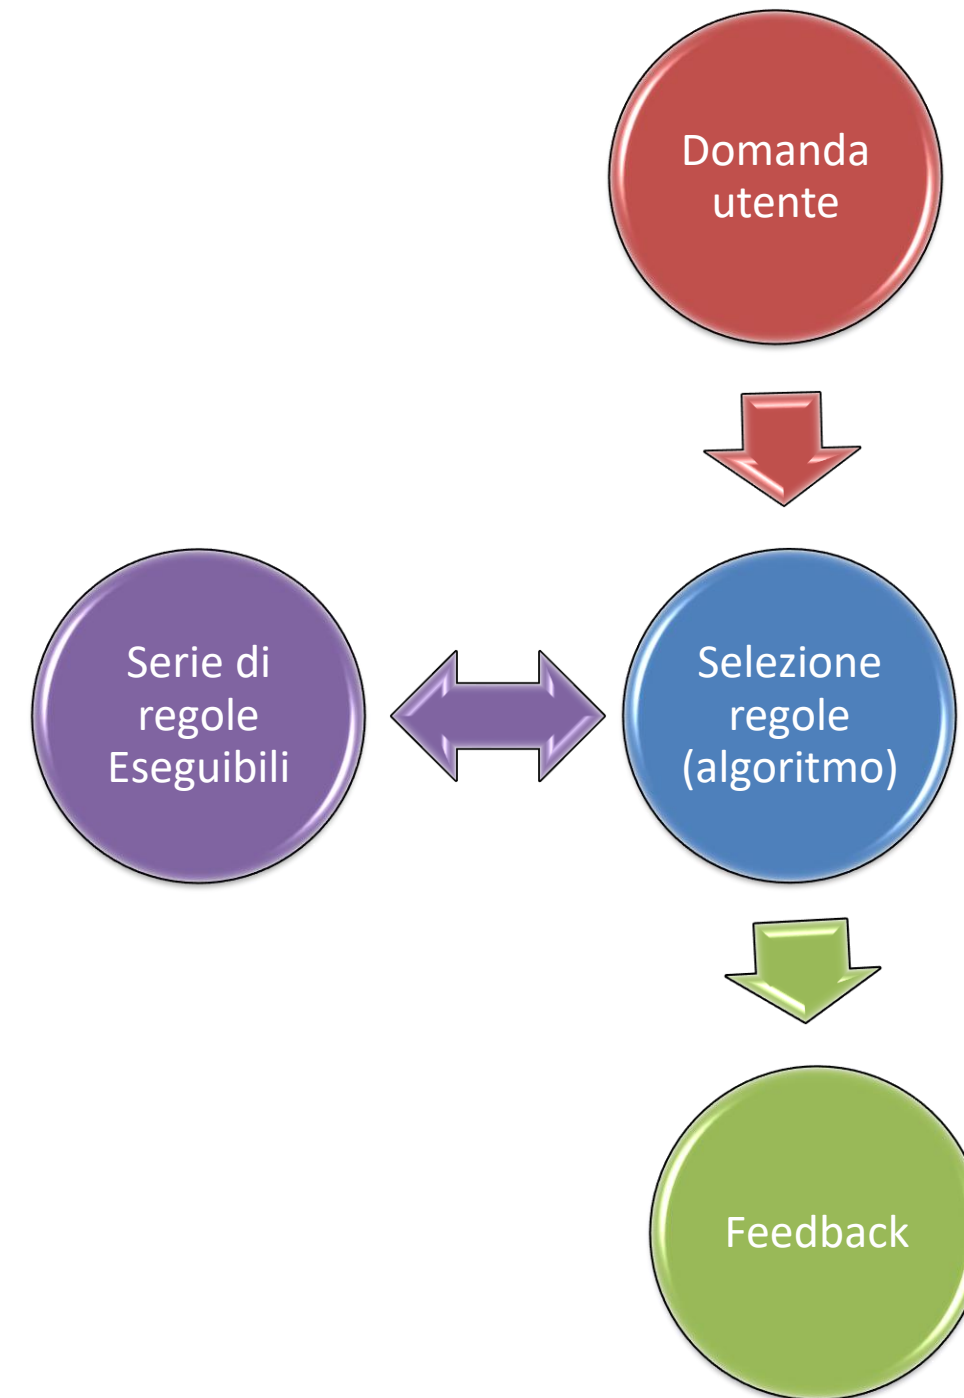 Domanda
utente
Serie di
regole
Eseguibili
Selezione
regole
(algoritmo)
Feedback